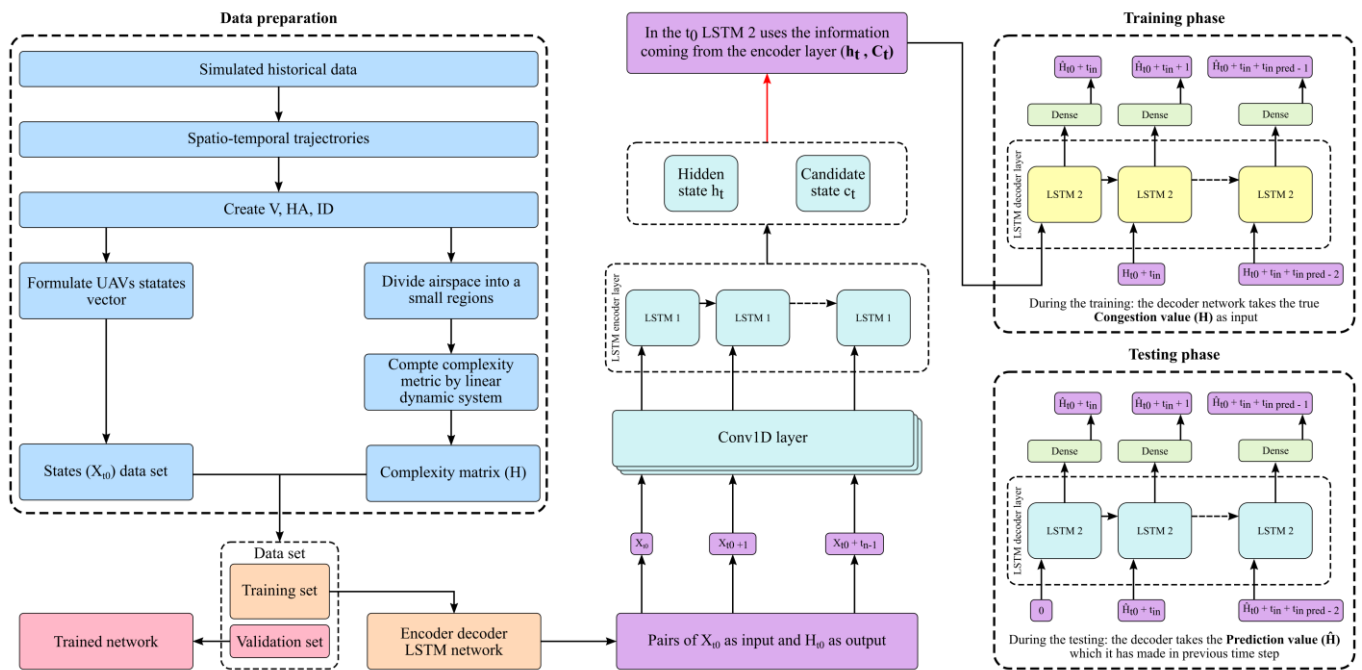 Data preparation
Simulated historical data
Spatio-temporal trajectrories
Create V, HA, ID
Formulate UAVs statates
vector
Divide airspace into a
small regions
Compte complexity
metric by linear
dynamic system
States (Xt0) data set
Complexity matrix (H)
Data set
Training set
Validation set
Trained network
Encoder decoder
LSTM network
In the t0 LSTM 2 uses the information
coming from the encoder layer (ht , Ct)
Hidden
state ht
Candidate
state ct
LSTM encoder layer
LSTM 1
LSTM 1
LSTM 1
Conv1D layer
Xt0
Xt0 +1
Xt0 + tn-1
Pairs of Xt0 as input and Ht0 as output
Training phase
Ĥt0 + tin
Ĥt0 + tin + 1
Ĥt0 + tin + tin pred - 1
Dense
Dense
Dense
LSTM decoder layer
LSTM 2
LSTM 2
LSTM 2
Ht0 + tin
Ht0 + tin + tin pred - 2
During the training: the decoder network takes the true
Congestion value (H) as input
Testing phase
Ĥt0 + tin
Ĥt0 + tin + 1
Ĥt0 + tin + tin pred - 1
Dense
Dense
Dense
LSTM decoder layer
LSTM 2
LSTM 2
LSTM 2
0
Ĥt0 + tin
Ĥt0 + tin + tin pred - 2
During the testing: the decoder takes the Prediction value (Ĥ)
which it has made in previous time step